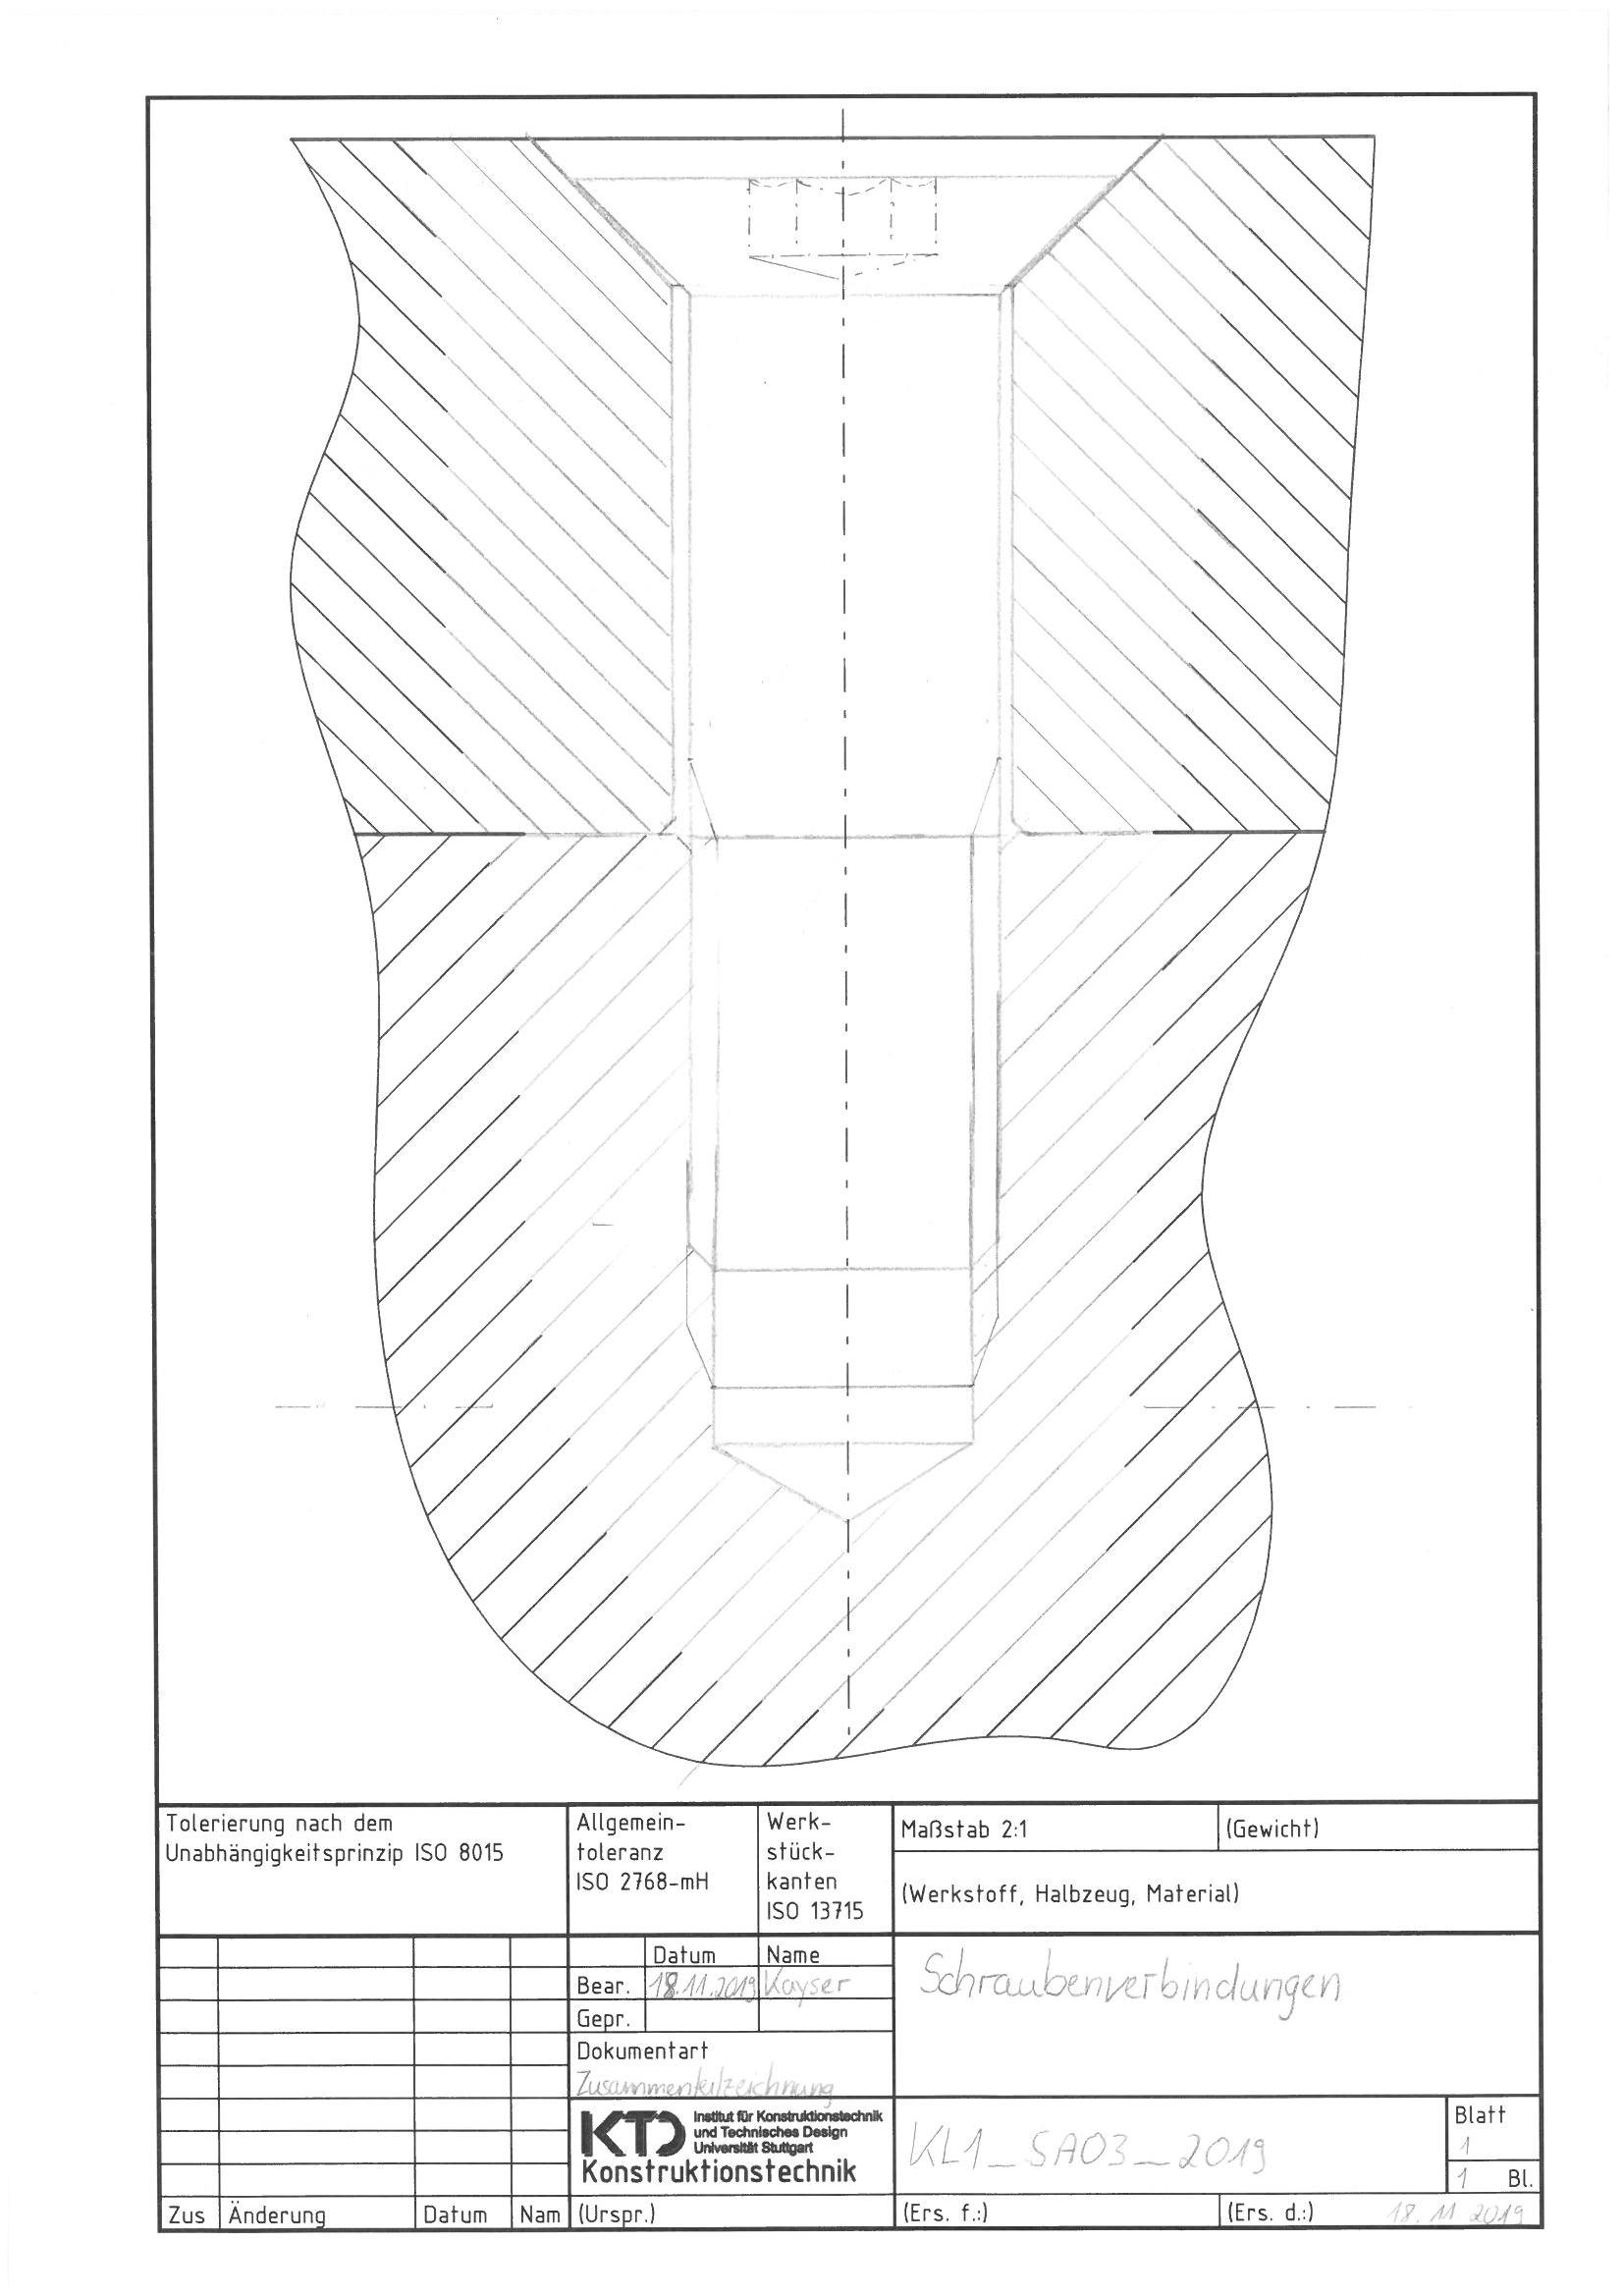 Tolerierung nach dem
Unabhängigkeitsprinzip ISO 8015
Allgemein-
toleranz
ISO 2768-mH
Werk-
stück-
kanten
ISO 13715
Maßstab 2:1
(Gewicht)
(Werkstoff, Halbzeug, Material)
Datum
Name
Bear.
18.11.2019
Kayser
Gepr.
Dokumentart
Zusammenteilzeichnung
Schraubenverbindungen
KTD
Institut für Konstruktionstechnik
und Technisches Design
Universität Stuttgart
Konstruktionstechnik
KL1_SA03_2019
Blatt
1
1 Bl.
Zus
Änderung
Datum
Nam
(Urspr.)
(Ers. f.:)
(Ers. d.:)
18.11 2019